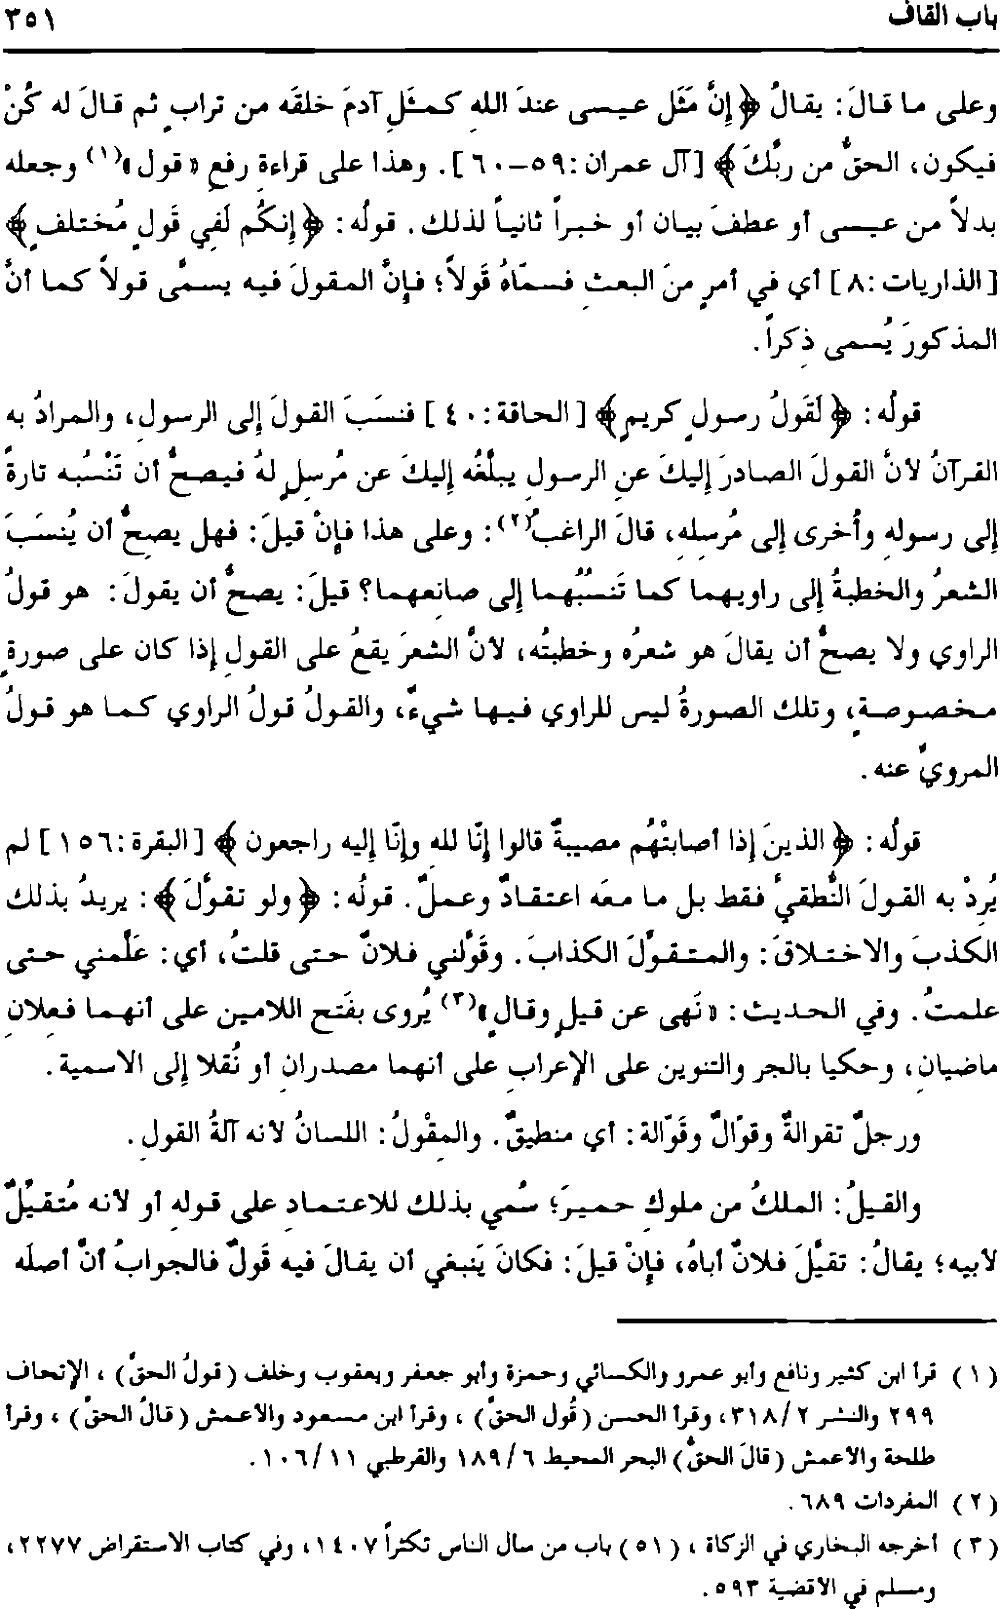 باب القاف ٣٥١
وعلى ما قالَ: يقالُ ﴿ إنَّ مَثَل عيسى عندَ اللهِ كمثَلِ آدمَ خلقَه من ترابٍ ثم قالَ له كُنْ
فيكون، الحقُّ من ربِّكَ ﴾ [آل عمران:٥٩-٦٠]. وهذا على قراءةِ رفعِ «قول»(١) وجعله
بدلاً من عيسى أو عطفَ بيان أو خبراً ثانياً لذلك. قولُه: ﴿ إنكُم لَفِي قَولٍ مُختلف ﴾
[الذاريات:٨] أي في أمرٍ منَ البعثِ فسمّاهُ قَولاً؛ فإنَّ المقولَ فيه يسمَّى قولاً كما أنَّ
المذكورَ يُسمى ذِكراً.
قولُه: ﴿ لَقَولُ رسولٍ كريمٍ ﴾ [الحاقة:٤٠] فنسَبَ القولَ إلى الرسولِ، والمرادُ به
القرآنُ لأنَّ القولَ الصادرَ إليكَ عنِ الرسولِ يبلِّغُه إليكَ عن مُرسلٍ لهُ فيصحُّ أن تَنْسُبه تارةً
إلى رسولهِ وأُخرى إلى مُرسِلِه، قالَ الراغبُ(٢): وعلى هذا فإنْ قيلَ: فهل يصحُّ أن يُنسَبَ
الشعرُ والخطبةُ إلى راويهما كما تَنسُبُهما إلى صانِعهما؟ قيلَ: يصحُّ أن يقولَ: هو قولُ
الراوي ولا يصحُّ أن يقالَ هو شعرُه وخطبتُه، لأنَّ الشعرَ يقعُ على القولِ إذا كان على صورةٍ
مخصوصةٍ، وتلك الصورةُ ليس للراوي فيها شيءٌ، والقولُ قولُ الراوي كما هو قولُ
المرويِّ عنه.
قولُه: ﴿ الذينَ إذا أصابتْهُم مصيبةٌ قالوا إنّا لله وإنّا إليه راجعون ﴾ [البقرة:١٥٦] لم
يُرِدْ به القولَ النُّطقيَّ فقط بل ما معَه اعتقادٌ وعملٌ. قولُه: ﴿ ولو تقوَّلَ ﴾: يريدُ بذلك
الكذبَ والاختلاقَ: والمتقوِّلَ الكذابَ. وقَوَّلني فلانٌ حتى قلتُ، أي: عَلَّمني حتى
علمتُ. وفي الحديث: «نَهى عن قيلٍ وقالٍ»(٣) يُروى بفَتح اللامين على أنهما فعلانِ
ماضيانِ، وحكيا بالجر والتنوين على الإعرابِ على أنهما مصدرانِ أو نُقلا إلى الاسمية.
ورجلٌ تقوالةٌ وقوّالٌ وقَوّالة: أي منطيقٌ. والمِقْولُ: اللسانُ لأنه آلةُ القولِ.
والقَيلُ: الملكُ من ملوكِ حميرَ؛ سُمي بذلك للاعتمادِ على قوله أو لأنه مُتقيِّلٌ
لأبيه؛ يقالُ: تقيَّلَ فلانٌ أباهُ، فإنْ قيلَ: فكانَ يَنبغي أن يقالَ فيه قَولٌ فالجوابُ أنَّ أصلَه
(١) قرأ ابن كثير ونافع وأبو عمرو والكسائي وحمزة وأبو جعفر ويعقوب وخلف (قولُ الحقِّ)، الإتحاف
٢٩٩ والنشر ٣١٨/٢، وقرأ الحسن (قُول الحقِّ)، وقرأ ابن مسعود والأعمش (قالُ الحقِّ)، وقرأ
طلحة والأعمش (قالَ الحقُّ) البحر المحيط ١٨٩/٦ والقرطبي ١٠٦/١١.
(٢) المفردات ٦٨٩.
(٣) أخرجه البخاري في الزكاة، (٥١) باب من سأل الناس تكثراً ١٤٠٧، وفي كتاب الاستقراض ٢٢٧٧،
ومسلم في الأقضية ٥٩٣.